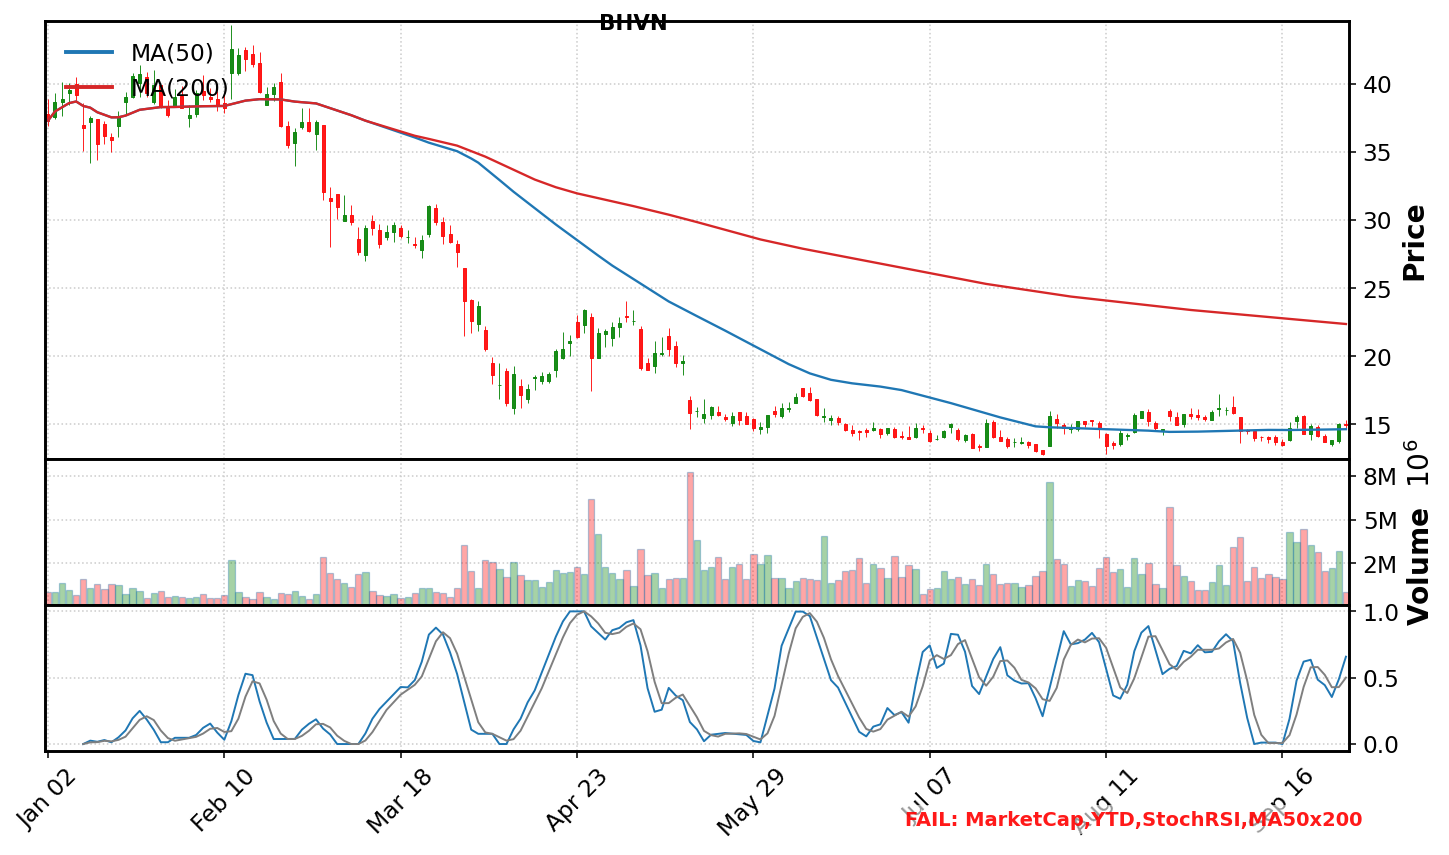 BHVN
MA(50)
MA(200)
40
35
30
25
20
15
Price
8M
5M
2M
Volume 10^6
1.0
0.5
0.0
Jan 02
Feb 10
Mar 18
Apr 23
May 29
Jul 07
Aug 11
Sep 16
FAIL: MarketCap,YTD,StochRSI,MA50x200